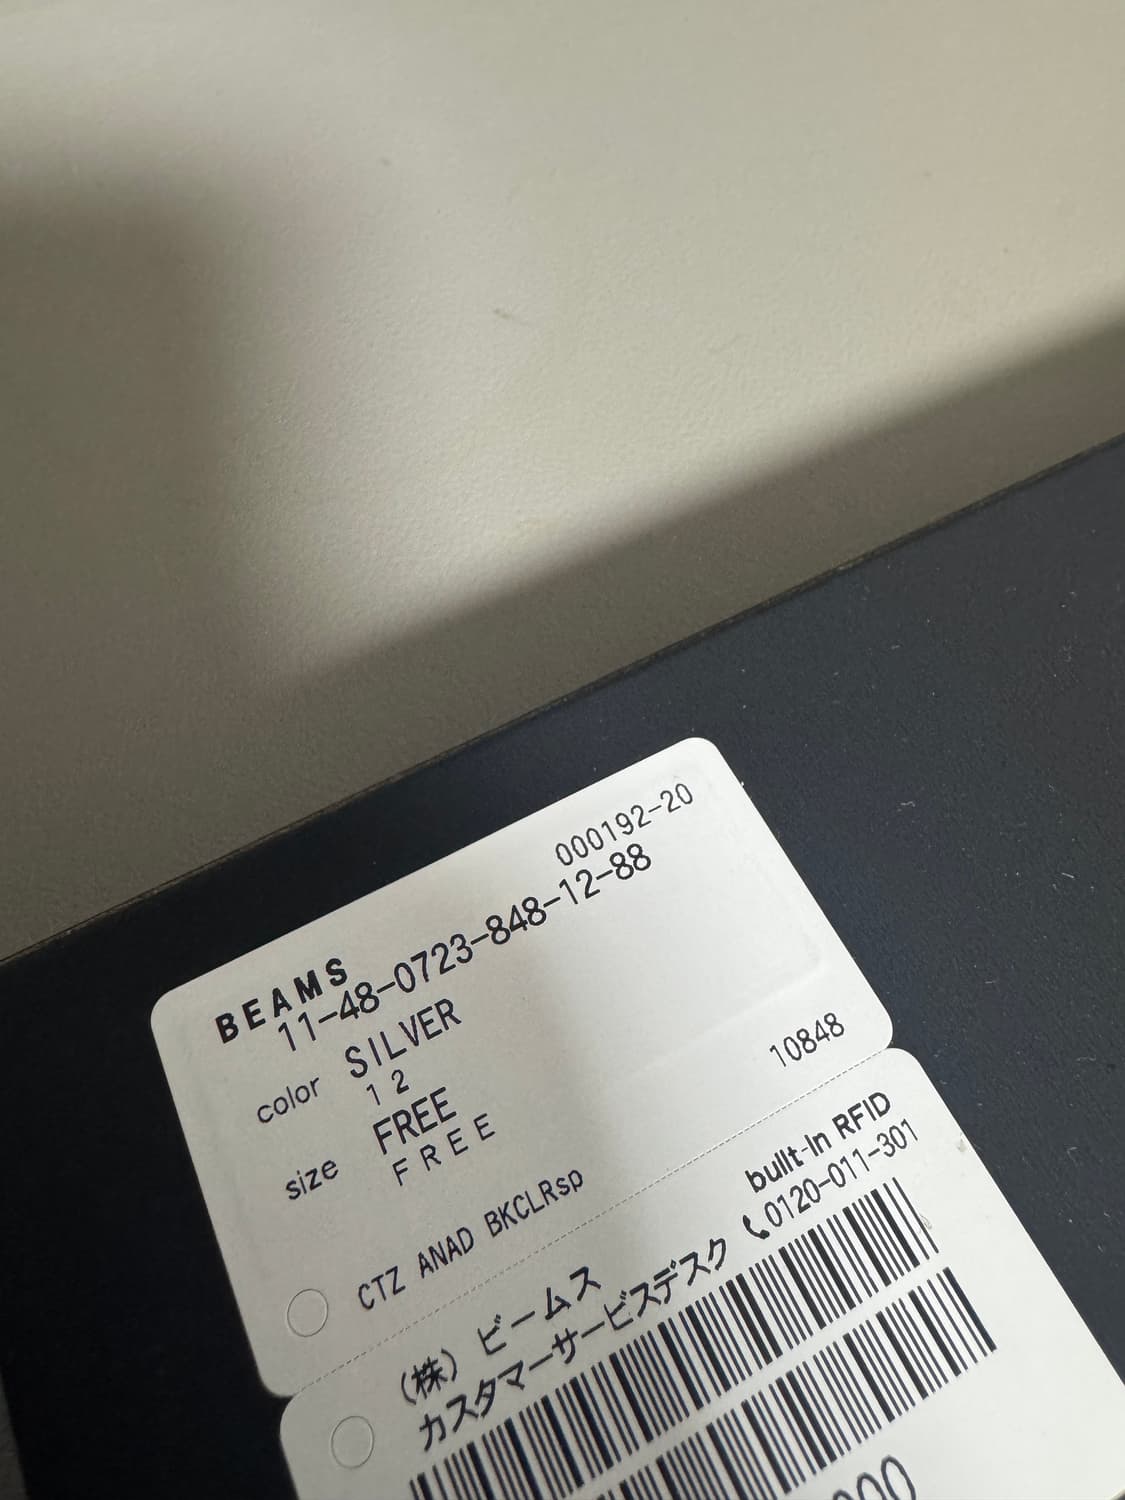 000192-20
BEAMS
11-48-0723-848-12-88
color SILVER
12
size FREE
FREE
10848
CTZ ANAD BKCLRsp
built-in RFID
(株) ビームス
カスタマーサービスデスク 0120-011-301